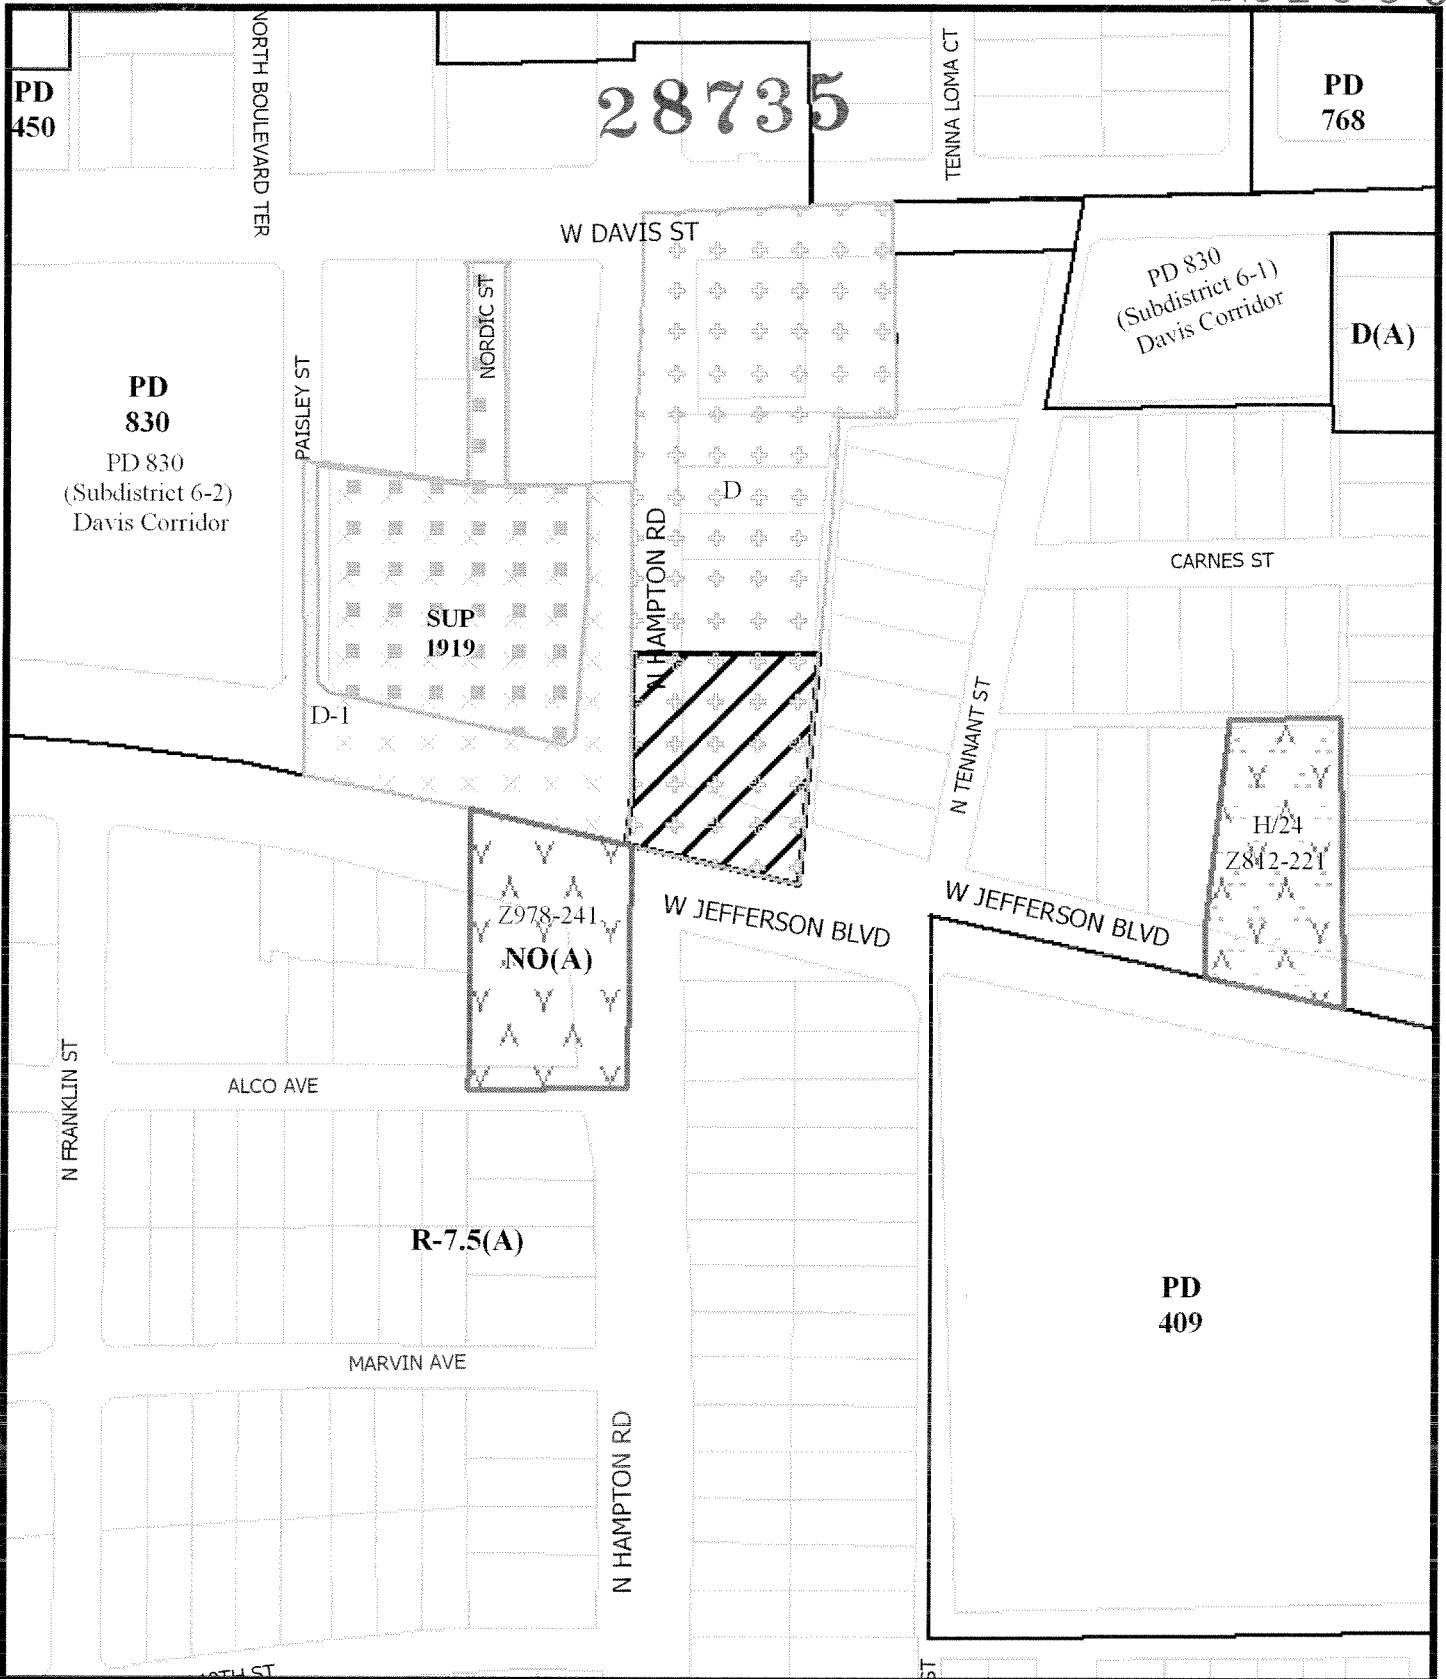 NORTH BOULEVARD TER
TENNA LOMA CT
PD
450
28735
PD
768
W DAVIS ST
PD 830
(Subdistrict 6-1)
Davis Corridor
D(A)
NORDIC ST
PAISLEY ST
PD
830
PD 830
(Subdistrict 6-2)
Davis Corridor
D
N HAMPTON RD
CARNES ST
SUP
1919
D-1
N TENNANT ST
H/24
Z812-221
W JEFFERSON BLVD
W JEFFERSON BLVD
Z978-241
NO(A)
N FRANKLIN ST
ALCO AVE
R-7.5(A)
PD
409
MARVIN AVE
N HAMPTON RD
ST